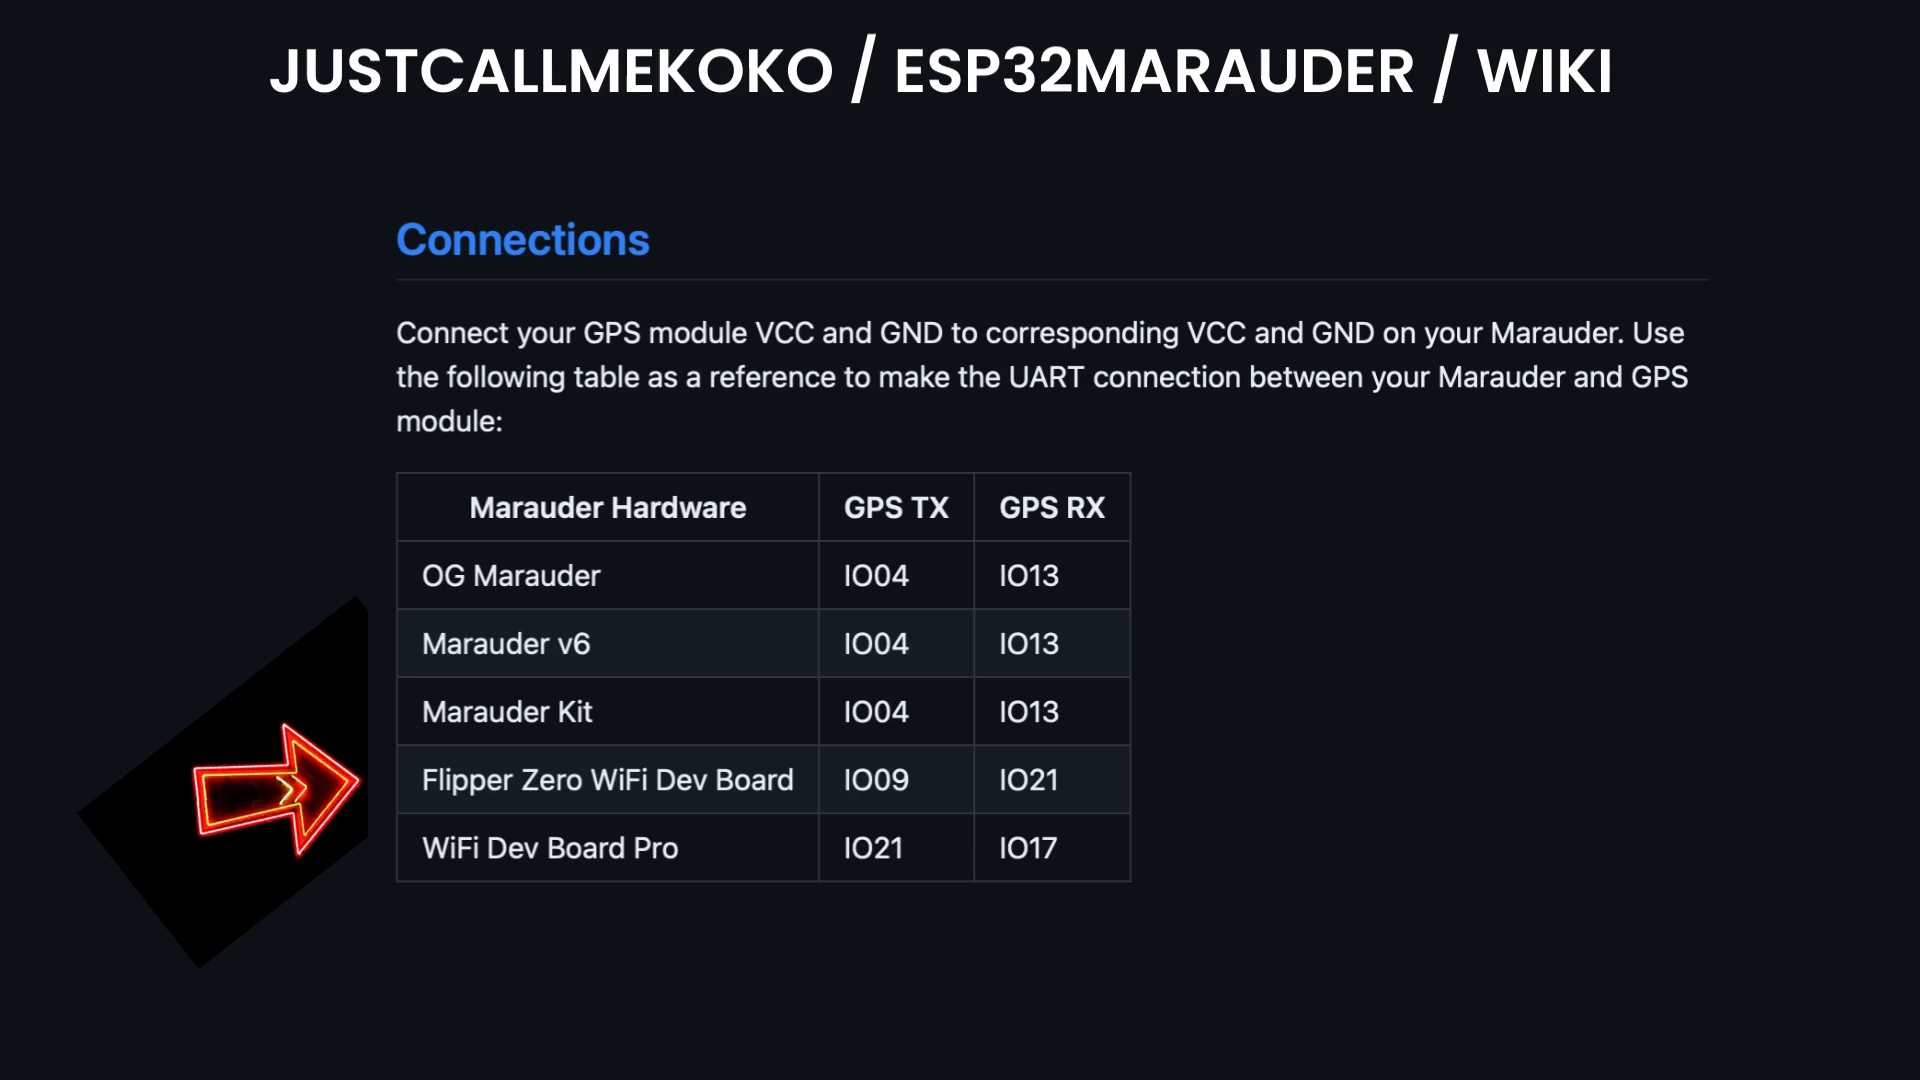 JUSTCALLMEKOKO / ESP32MARAUDER / WIKI
Connections
Connect your GPS module VCC and GND to corresponding VCC and GND on your Marauder. Use
the following table as a reference to make the UART connection between your Marauder and GPS
module:
Marauder Hardware GPS TX GPS RX
OG Marauder IO04 IO13
Marauder v6 IO04 IO13
Marauder Kit IO04 IO13
Flipper Zero WiFi Dev Board IO09 IO21
WiFi Dev Board Pro IO21 IO17